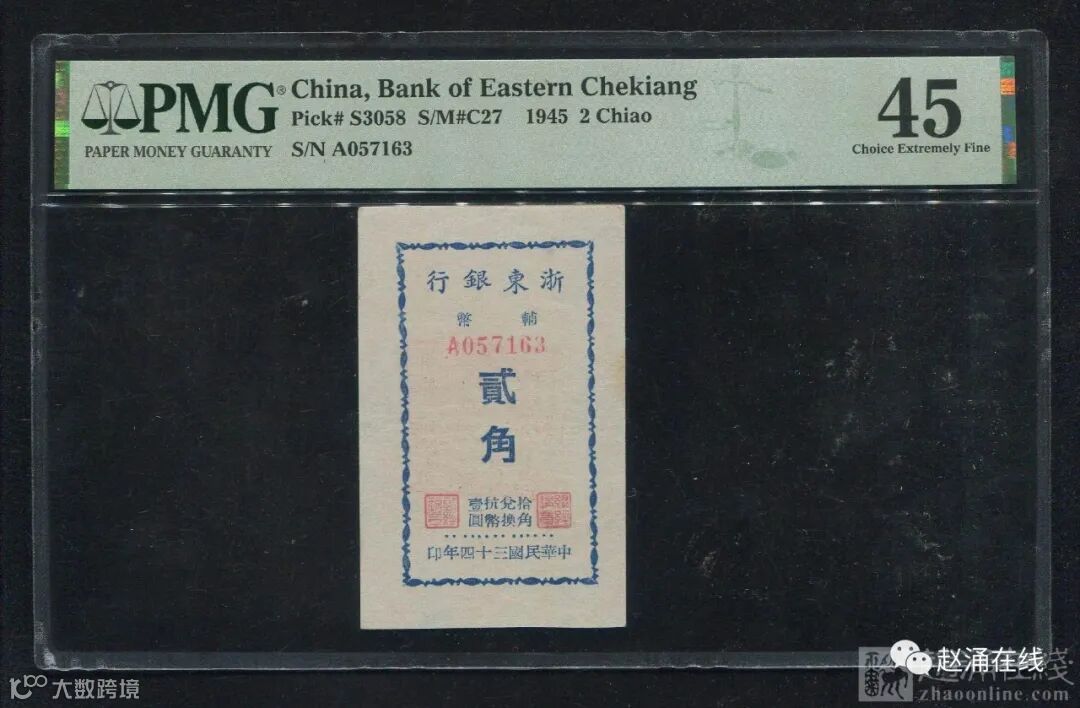 PMG® China, Bank of Eastern Chekiang
Pick# S3058 S/M#C27 1945 2 Chiao
PAPER MONEY GUARANTY S/N A057163
45
Choice Extremely Fine
浙東銀行
輔幣
A057163
貳角
拾兌抗壹
角換幣圓
中華民國三十四年印
赵涌在线
zhaoonline.com
大数跨境